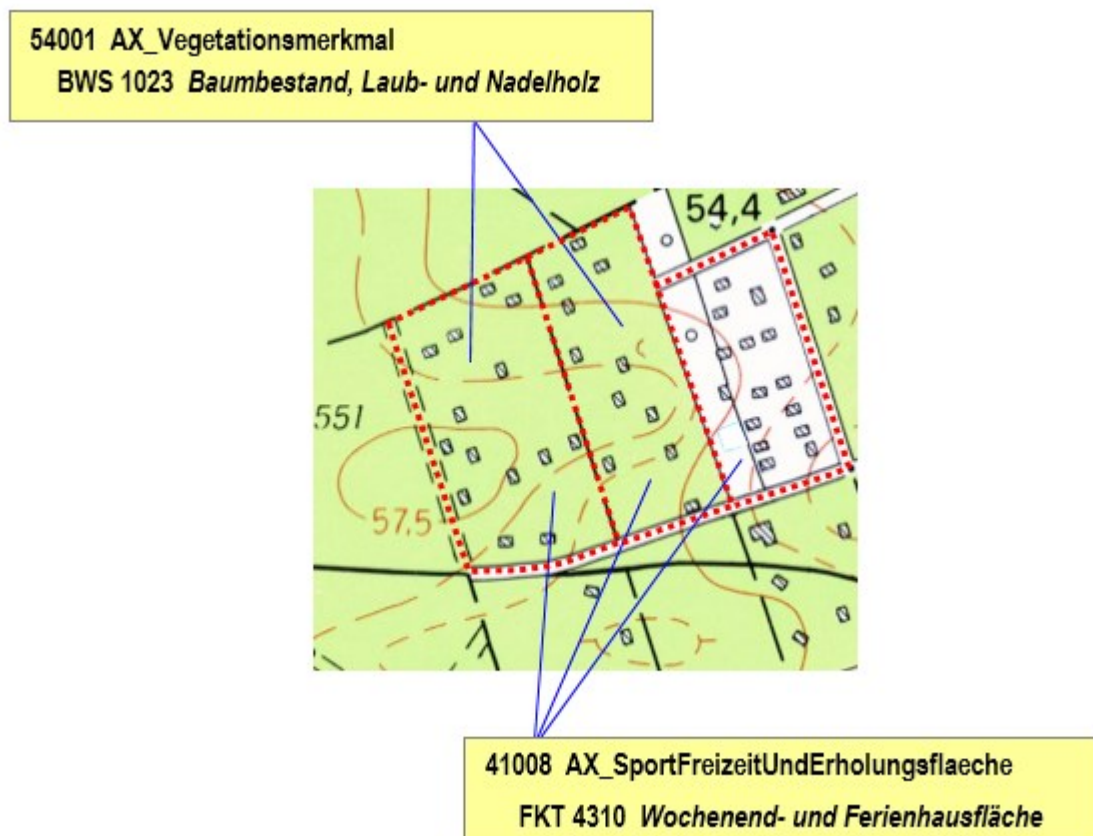 54001 AX_Vegetationsmerkmal
BWS 1023 Baumbestand, Laub- und Nadelholz
54,4
551
57,5
41008 AX_SportFreizeitUndErholungsflaeche
FKT 4310 Wochenend- und Ferienhausfläche